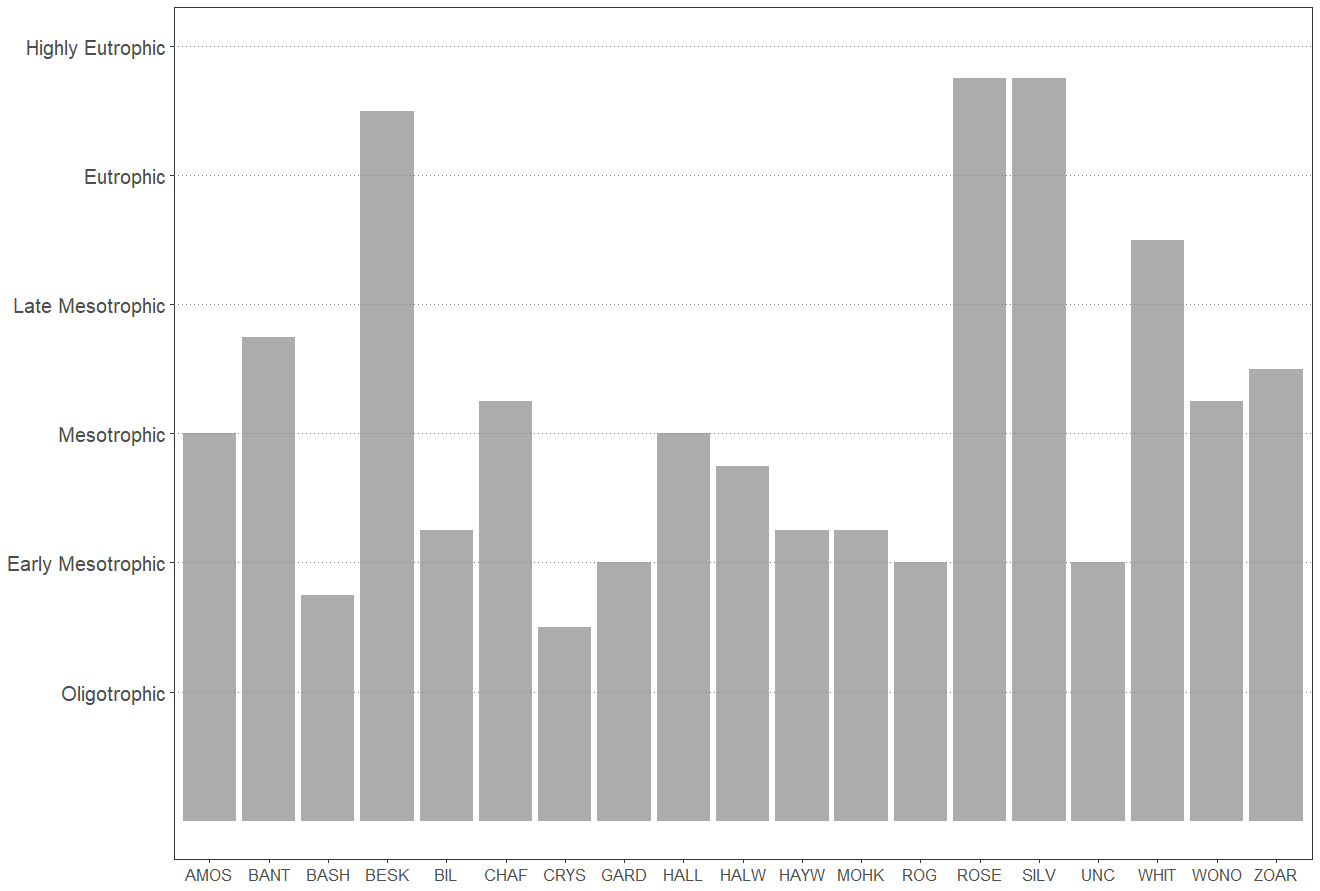 Highly Eutrophic
Eutrophic
Late Mesotrophic
Mesotrophic
Early Mesotrophic
Oligotrophic
AMOS BANT BASH BESK BIL CHAF CRYS GARD HALL HALW HAYW MOHK ROG ROSE SILV UNC WHIT WONO ZOAR